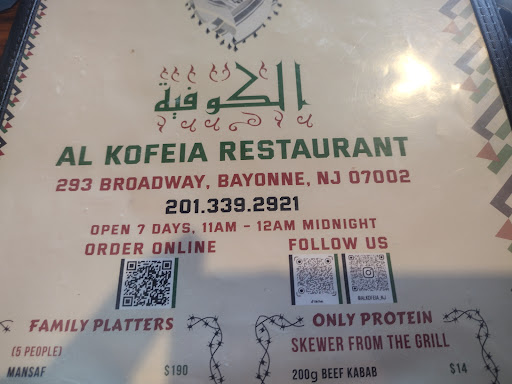 الكوفية
AL KOFEIA RESTAURANT
293 BROADWAY, BAYONNE, NJ 07002
201.339.2921
OPEN 7 DAYS, 11AM - 12AM MIDNIGHT
ORDER ONLINE
FOLLOW US
@ALKOFEIA_NJ
FAMILY PLATTERS
(5 PEOPLE)
MANSAF $190
ONLY PROTEIN
SKEWER FROM THE GRILL
200g BEEF KABAB $14